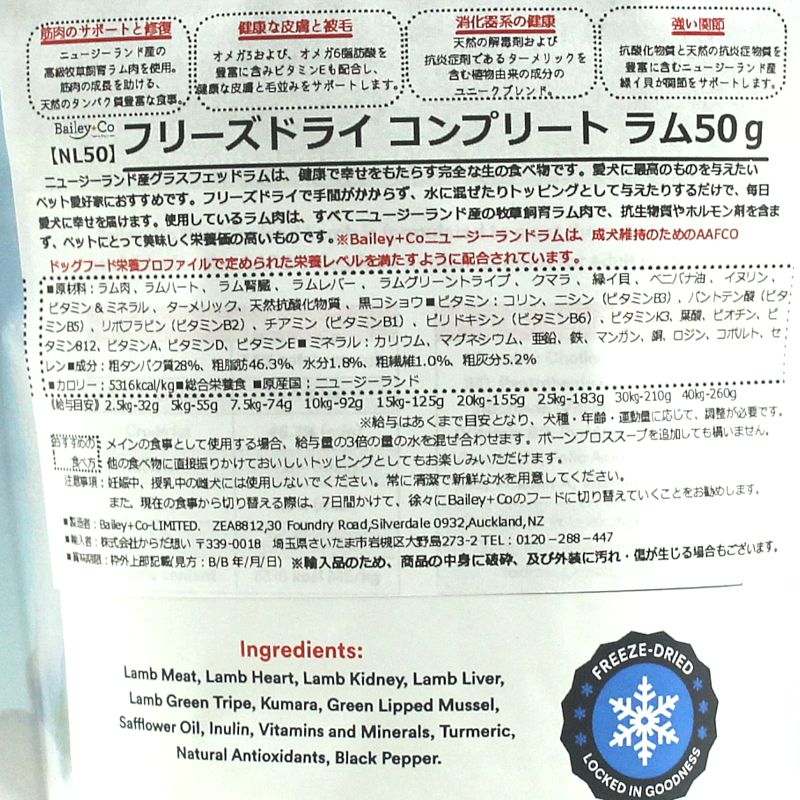 筋肉のサポートと修復
ニュージーランド産の
高級牧草飼育ラム肉を使用。
筋肉の成長を助ける、
天然のタンパク質豊富な食事。
健康な皮膚と被毛
オメガ3および、オメガ6脂肪酸を
豊富に含みビタミンEも配合し、
健康な皮膚と毛並みをサポートします。
消化器系の健康
天然の解毒剤および
抗炎症剤であるターメリックを
含む植物由来の成分の
ユニークブレンド。
強い関節
抗酸化物質と天然の抗炎症物質を
豊富に含むニュージーランド産
緑イ貝が関節をサポートします。
Bailey+Co
【NL50】フリーズドライ コンプリート ラム50g
ニュージーランド産グラスフェッドラムは、健康で幸せをもたらす完全な生の食べ物です。愛犬に最高のものを与えたい
ペット愛好家におすすめです。フリーズドライで手間がかからず、水に混ぜたりトッピングとして与えたりするだけで、毎日
愛犬に幸せを届けます。使用しているラム肉は、すべてニュージーランド産の牧草飼育ラム肉で、抗生物質やホルモン剤を含ま
ず、ペットにとって美味しく栄養価の高いものです。※Bailey+Coニュージーランドラムは、成犬維持のためのAAFCO
ドッグフード栄養プロファイルで定められた栄養レベルを満たすように配合されています。
■原材料：ラム肉、ラムハート、ラム腎臓、ラムレバー、ラムグリーントライプ、クマラ、緑イ貝、ベニバナ油、イヌリン、
ビタミン＆ミネラル、ターメリック、天然抗酸化物質、黒コショウ■ビタミン：コリン、ニシン（ビタミンB3）、パントテン酸（ビタ
ミンB5）、リボフラビン（ビタミンB2）、チアミン（ビタミンB1）、ピリドキシン（ビタミンB6）、ビタミンK3、葉酸、ビオチン、ビ
タミンB12、ビタミンA、ビタミンD、ビタミンE■ミネラル：カリウム、マグネシウム、亜鉛、鉄、マンガン、銅、ロジン、コボルト、セ
レン■成分：粗タンパク質28%、粗脂肪46.3%、水分1.8%、粗繊維1.0%、粗灰分5.2%
■カロリー：5316kcal/kg■総合栄養食 ■原産国：ニュージーランド
《給与目安》2.5kg-32g 5kg-55g 7.5kg-74g 10kg-92g 15kg-125g 20kg-155g 25kg-183g 30kg-210g 40kg-260g
※給与はあくまで目安となり、犬種・年齢・運動量に応じて、調整が必要です。
おすすめのお
食べ方
メインの食事として使用する場合、給与量の3倍の量の水を混ぜ合わせます。ボーンブロススープを追加しても構いません。
他の食べ物に直接振りかけておいしいトッピングとしてもお楽しみいただけます。
注意事項：妊娠中、授乳中の雌犬には使用しないでください。常に清潔で新鮮な水を用意してください。
また、現在の食事から切り替える際は、7日間かけて、徐々にBailey+Coのフードに切り替えていくことをお勧めします。
■製造者：Bailey+Co-LIMITED. ZEA8812,30 Foundry Road,Silverdale 0932,Auckland,NZ
■輸入者：株式会社からだ想い 〒339-0018 埼玉県さいたま市岩槻区大野島273-2 TEL：0120－288－447
■賞味期限：枠外上部記載(見方：B/B 年/月/日) ※輸入品のため、商品の中身に破砕、及び外装に汚れ・傷が生じる場合もございます。
Ingredients:
Lamb Meat, Lamb Heart, Lamb Kidney, Lamb Liver,
Lamb Green Tripe, Kumara, Green Lipped Mussel,
Safflower Oil, Inulin, Vitamins and Minerals, Turmeric,
Natural Antioxidants, Black Pepper.
FREEZE-DRIED
LOCKED IN GOODNESS